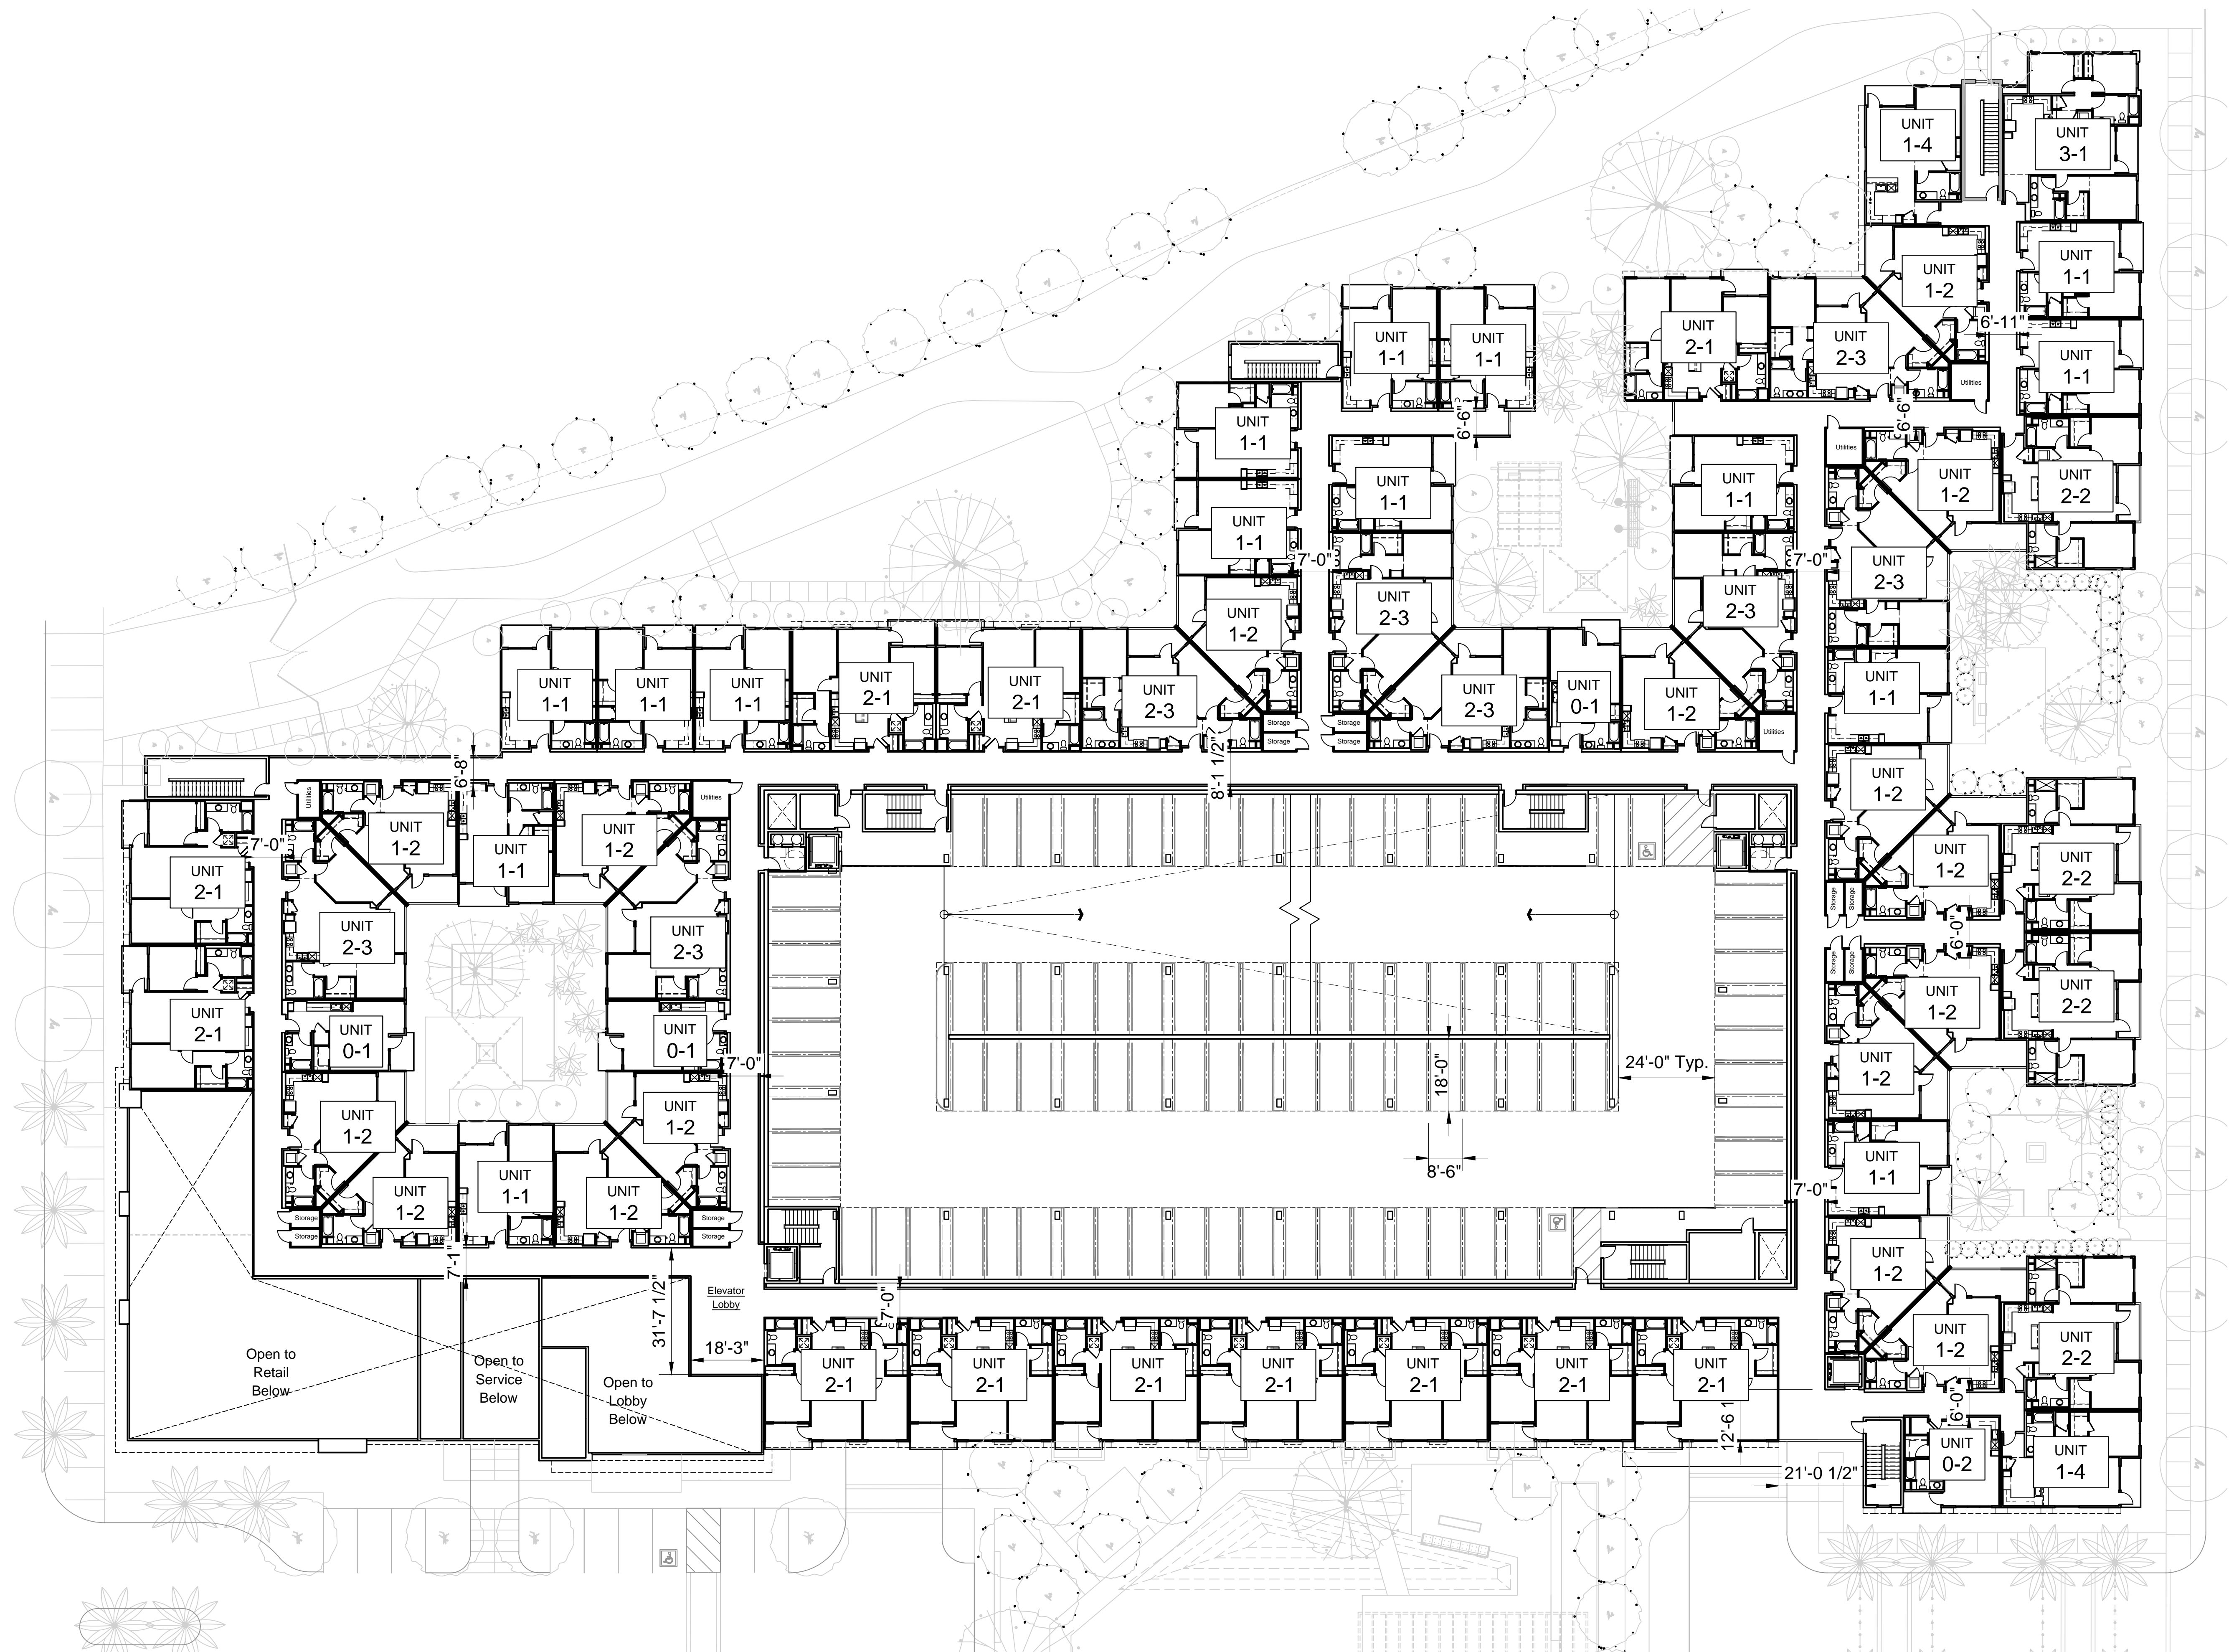 UNIT
1-4
UNIT
3-1
UNIT
1-2
UNIT
1-1
6'-11"
UNIT
1-1
UNIT
1-1
UNIT
2-1
UNIT
2-3
UNIT
1-1
Utilities
6'-6"
6'-6"
UNIT
1-1
Utilities
UNIT
1-1
UNIT
1-1
UNIT
1-2
UNIT
2-2
UNIT
1-1
7'-0"
7'-0"
UNIT
2-3
UNIT
1-2
UNIT
2-3
UNIT
2-3
UNIT
1-1
UNIT
1-1
UNIT
1-1
UNIT
2-1
UNIT
2-1
UNIT
2-3
UNIT
2-3
UNIT
0-1
UNIT
1-2
UNIT
1-1
Storage
Storage
Storage
Storage
Utilities
6'-8"
8'-1 1/2"
Utilities
Utilities
UNIT
1-2
UNIT
1-1
UNIT
1-2
UNIT
1-2
7'-0"
UNIT
2-1
UNIT
1-2
UNIT
2-2
Storage
Storage
UNIT
2-3
UNIT
2-3
6'-0"
Storage
Storage
UNIT
2-1
UNIT
0-1
UNIT
0-1
UNIT
1-2
UNIT
2-2
7'-0"
18'-0"
24'-0" Typ.
UNIT
1-2
UNIT
1-2
UNIT
1-2
8'-6"
UNIT
1-1
7'-0"
UNIT
1-2
UNIT
1-1
UNIT
1-2
Storage
Storage
Storage
Storage
7'-1"
31'-7 1/2"
Elevator
Lobby
7'-0"
UNIT
1-2
18'-3"
Open to
Retail
Below
Open to
Service
Below
Open to
Lobby
Below
UNIT
2-1
UNIT
2-1
UNIT
2-1
UNIT
2-1
UNIT
2-1
UNIT
2-1
UNIT
2-1
UNIT
1-2
UNIT
2-2
6'-0"
12'-6 1
21'-0 1/2"
UNIT
0-2
UNIT
1-4